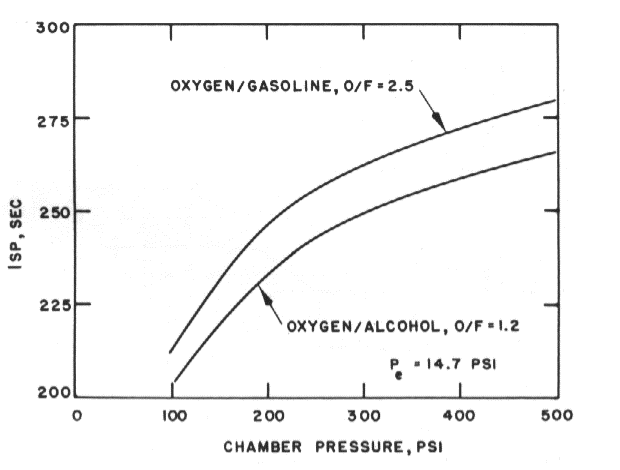 300
OXYGEN/GASOLINE, O/F = 2.5
275
250
ISP, SEC
225
OXYGEN/ALCOHOL, O/F = 1.2
Pe = 14.7 PSI
200
0 100 200 300 400 500
CHAMBER PRESSURE, PSI